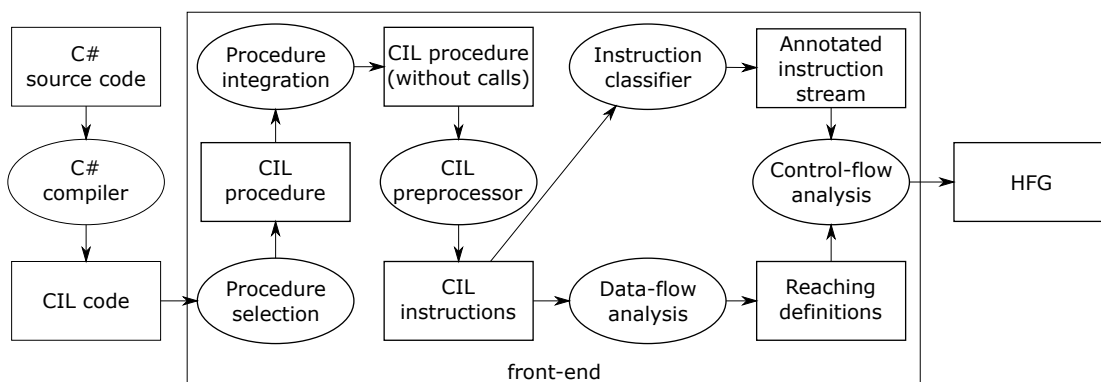 C#
source code
C#
compiler
CIL code
Procedure
integration
CIL
procedure
Procedure
selection
CIL procedure
(without calls)
CIL
preprocessor
CIL
instructions
Instruction
classifier
Data-flow
analysis
Annotated
instruction
stream
Control-flow
analysis
Reaching
definitions
HFG
front-end